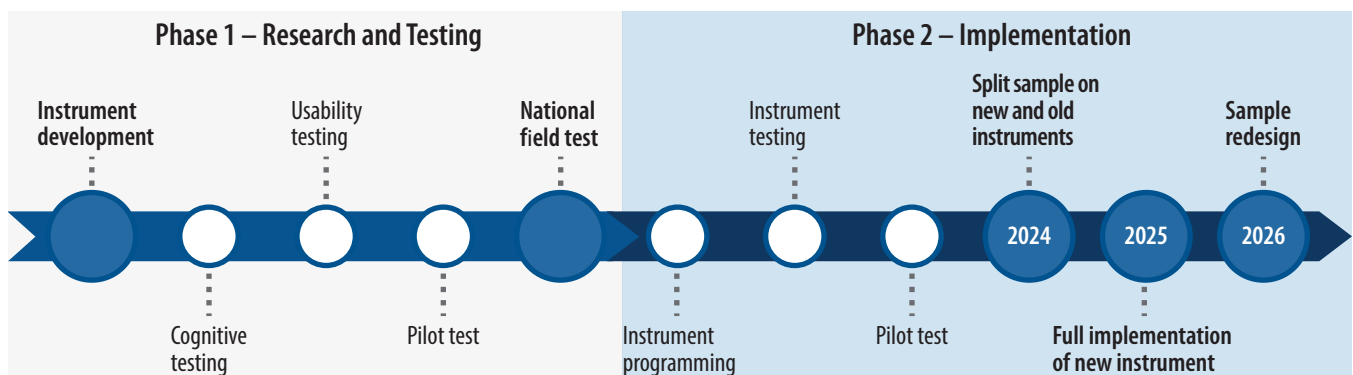 Phase 1 – Research and Testing
Instrument
development
Cognitive
testing
Usability
testing
Pilot test
National
field test
Phase 2 – Implementation
Instrument
programming
Instrument
testing
Pilot test
Split sample on
new and old
instruments
2024
2025
Full implementation
of new instrument
Sample
redesign
2026